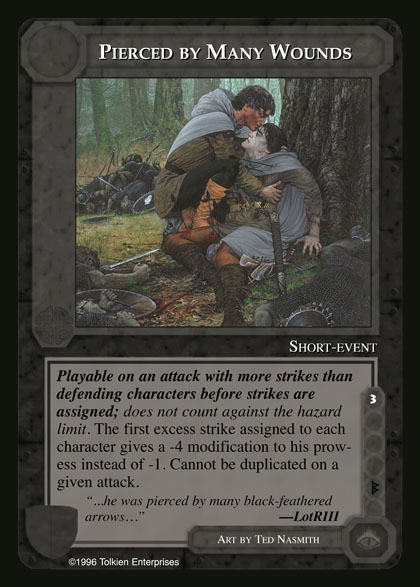 Pierced by Many Wounds
Short-event
Playable on an attack with more strikes than
defending characters before strikes are
assigned; does not count against the hazard
limit. The first excess strike assigned to each
character gives a -4 modification to his prow-
ess instead of -1. Cannot be duplicated on a
given attack.
3
“...he was pierced by many black-feathered
arrows…”
—LotRIII
Art by Ted Nasmith
©1996 Tolkien Enterprises